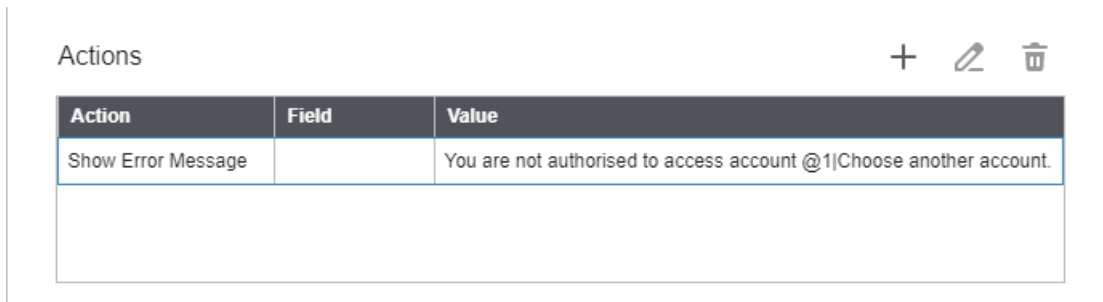 Actions
Action Field Value
Show Error Message You are not authorised to access account @1|Choose another account.